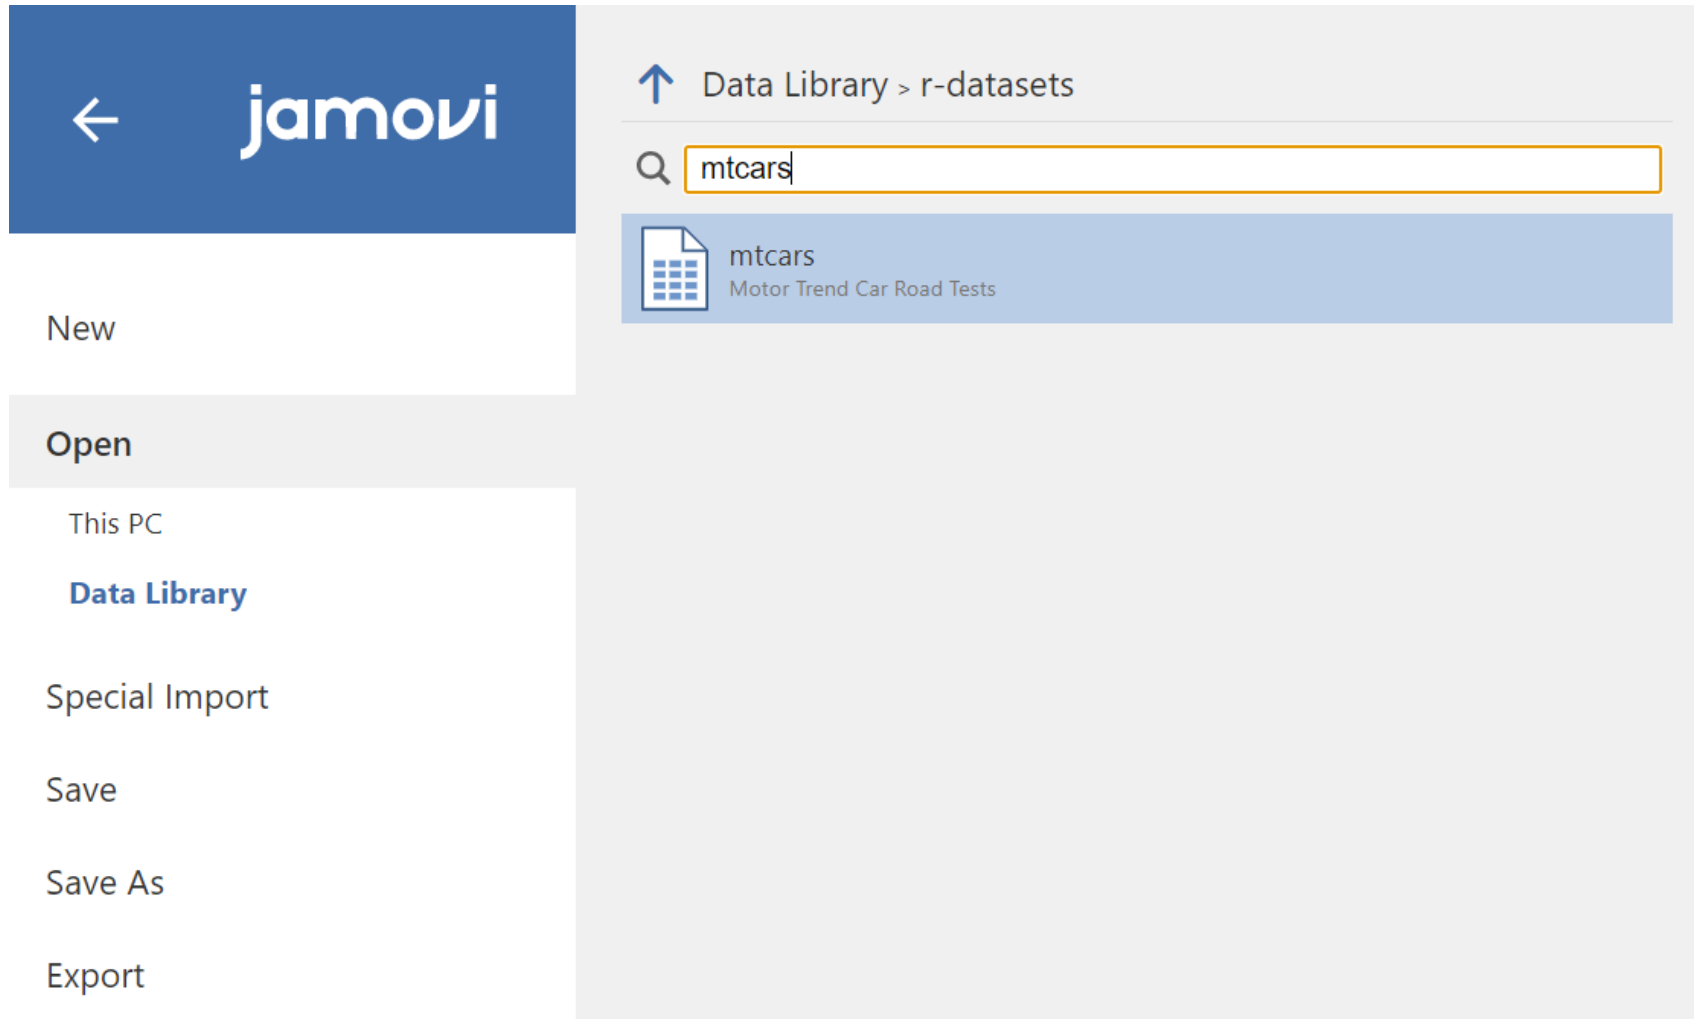 jamovi
New
Open
This PC
Data Library
Special Import
Save
Save As
Export
Data Library > r-datasets
mtcars
mtcars
Motor Trend Car Road Tests